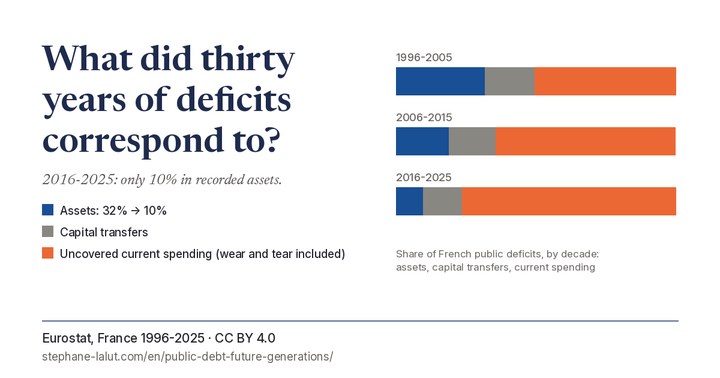 What did thirty
years of deficits
correspond to?
2016-2025: only 10% in recorded assets.
Assets: 32% → 10%
Capital transfers
Uncovered current spending (wear and tear included)
1996-2005
2006-2015
2016-2025
Share of French public deficits, by decade:
assets, capital transfers, current spending
Eurostat, France 1996-2025 · CC BY 4.0
stephane-lalut.com/en/public-debt-future-generations/